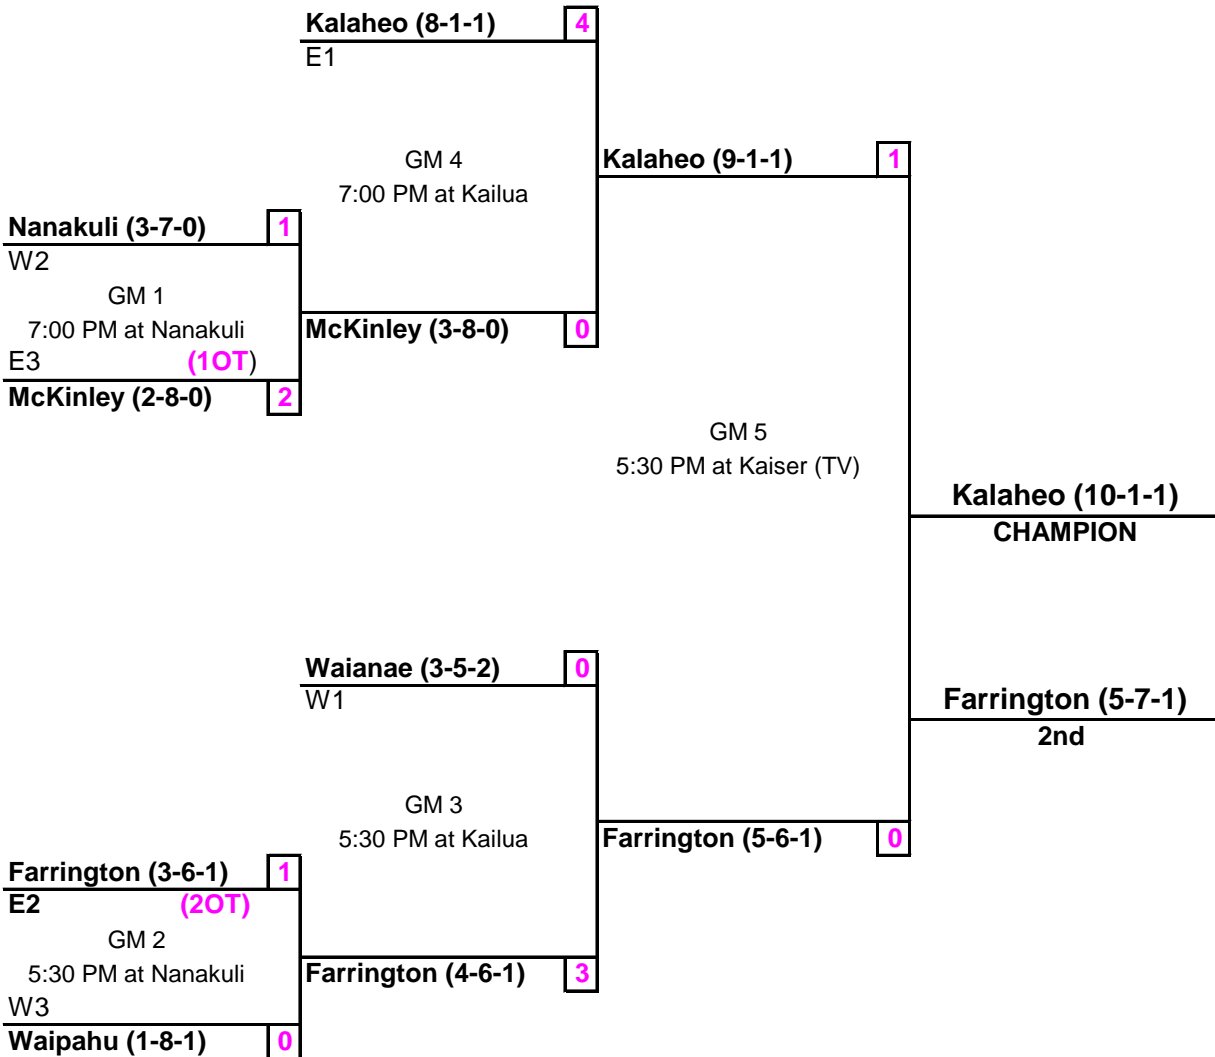 Kalaheo (8-1-1) 4
E1
GM 4
7:00 PM at Kailua
Kalaheo (9-1-1) 1
Nanakuli (3-7-0) 1
W2
GM 1
7:00 PM at Nanakuli
E3 (1OT)
McKinley (2-8-0) 2
McKinley (3-8-0) 0
GM 5
5:30 PM at Kaiser (TV)
Kalaheo (10-1-1)
CHAMPION
Waianae (3-5-2) 0
W1
Farrington (5-7-1)
2nd
GM 3
5:30 PM at Kailua
Farrington (5-6-1) 0
Farrington (3-6-1) 1
E2 (2OT)
GM 2
5:30 PM at Nanakuli
W3
Waipahu (1-8-1) 0
Farrington (4-6-1) 3